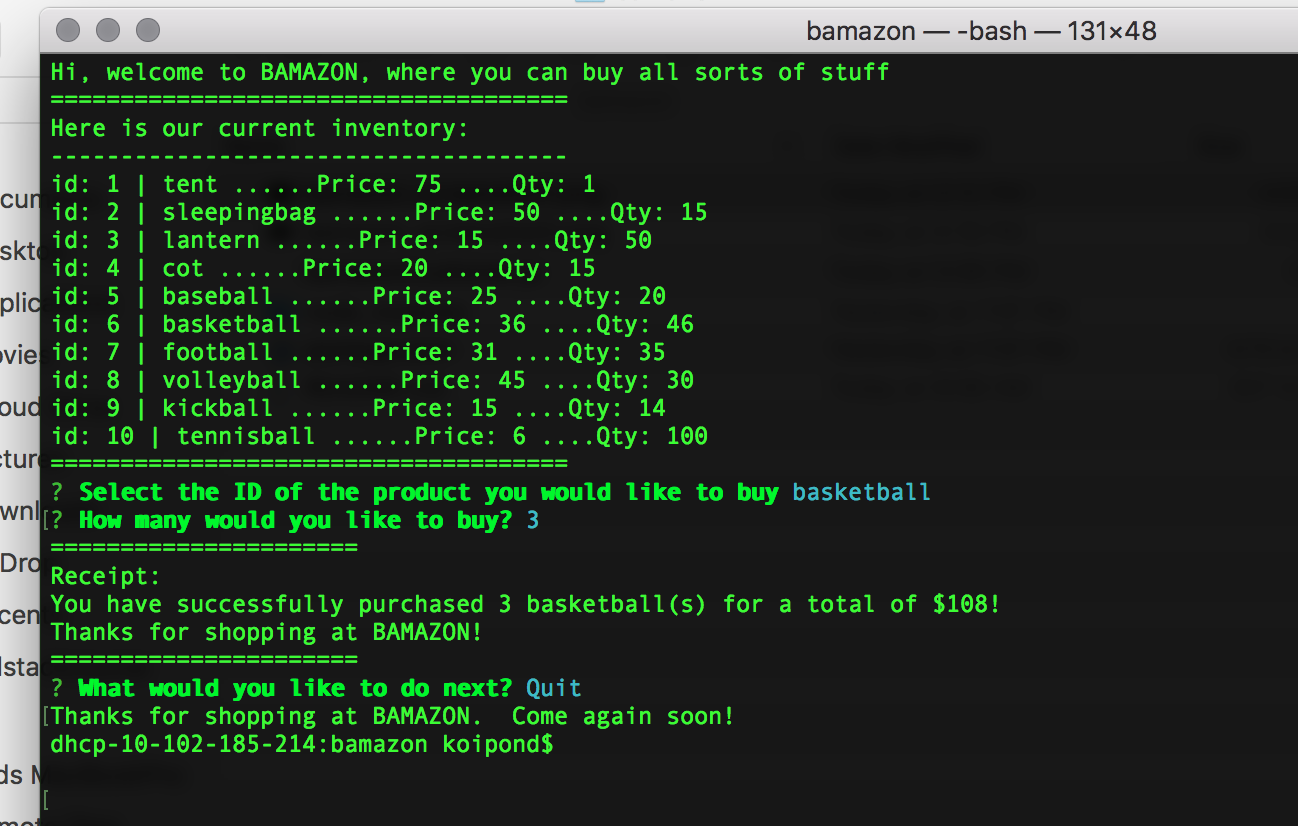 bamazon — -bash — 131×48
Hi, welcome to BAMAZON, where you can buy all sorts of stuff
=====================================
Here is our current inventory:
-------------------------------------
id: 1 | tent ......Price: 75 ....Qty: 1
id: 2 | sleepingbag ......Price: 50 ....Qty: 15
id: 3 | lantern ......Price: 15 ....Qty: 50
id: 4 | cot ......Price: 20 ....Qty: 15
id: 5 | baseball ......Price: 25 ....Qty: 20
id: 6 | basketball ......Price: 36 ....Qty: 46
id: 7 | football ......Price: 31 ....Qty: 35
id: 8 | volleyball ......Price: 45 ....Qty: 30
id: 9 | kickball ......Price: 15 ....Qty: 14
id: 10 | tennisball ......Price: 6 ....Qty: 100
=====================================
? Select the ID of the product you would like to buy basketball
[? How many would you like to buy? 3
======================
Receipt:
You have successfully purchased 3 basketball(s) for a total of $108!
Thanks for shopping at BAMAZON!
======================
? What would you like to do next? Quit
[Thanks for shopping at BAMAZON.  Come again soon!
dhcp-10-102-185-214:bamazon koipond$
[